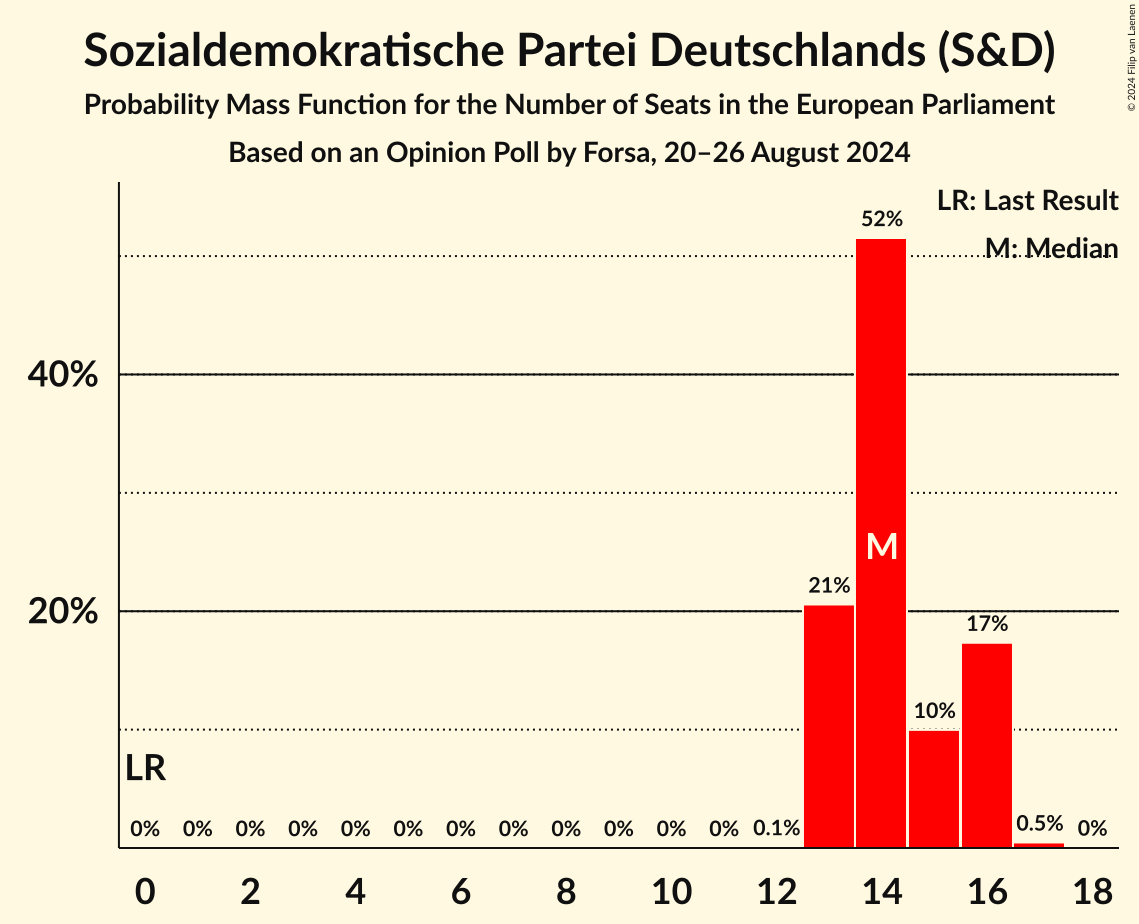 Sozialdemokratische Partei Deutschlands (S&D)
Probability Mass Function for the Number of Seats in the European Parliament
Based on an Opinion Poll by Forsa, 20–26 August 2024
© 2024 Filip van Laenen
LR: Last Result
M: Median
52%
40%
M
21%
20%
17%
10%
LR
0% 0% 0% 0% 0% 0% 0% 0% 0% 0% 0% 0% 0.1% 0.5% 0%
0 2 4 6 8 10 12 14 16 18